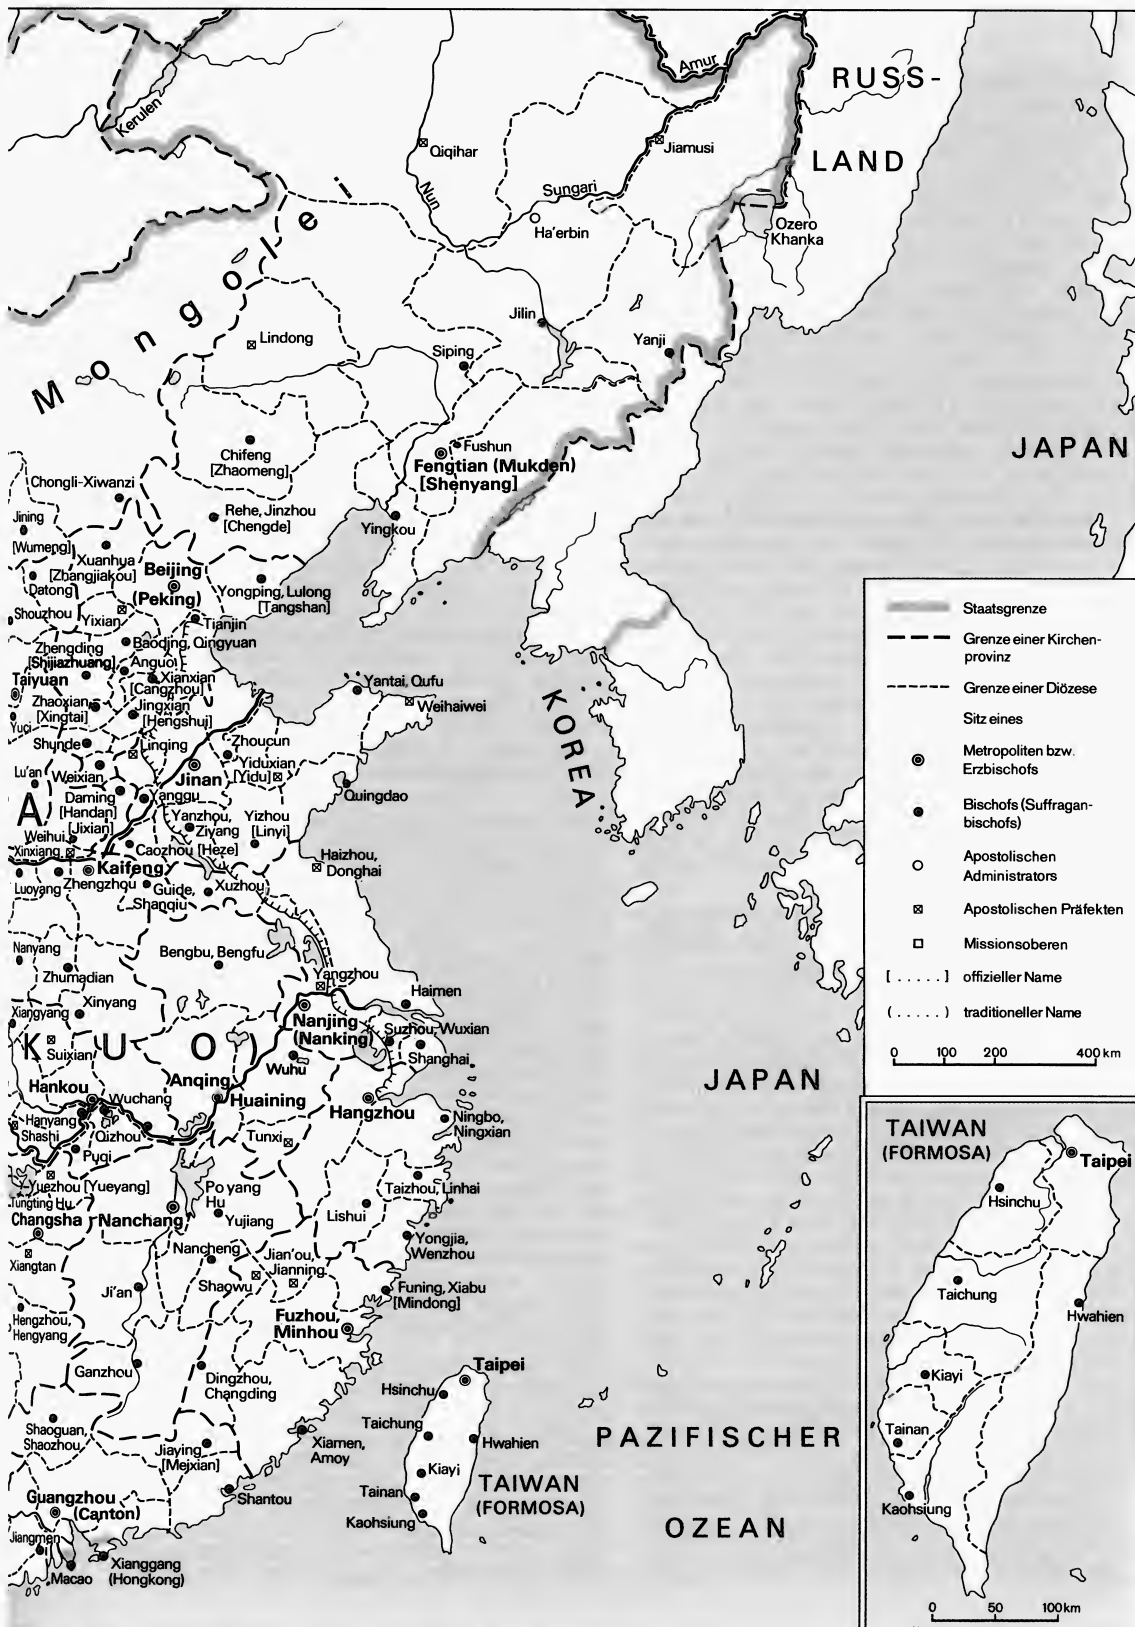 Amur
RUSS-
LAND
Kerulen
Qiqihar
Jiamusi
Nun
Sungari
Ha'erbin
Ozero
Khanka
Mongolei
Lindong
Jilin
Yanji
Siping
Chifeng
[Zhaomeng]
Fushun
Fengtian (Mukden)
[Shenyang]
JAPAN
Chongli-Xiwanzi
Rehe, Jinzhou
[Chengde]
Yingkou
Jining
[Wumeng]
Xuanhua
[Zhangjiakou]
Beijing
(Peking)
Datong
Yongping, Lulong
[Tangshan]
Shouzhou
Yixian
Tianjin
Zhengding
[Shijiazhuang]
Baoding, Qingyuan
Anguo
Taiyuan
Xianxian
[Cangzhou]
Zhaoxian
[Xingtai]
Jingxian
[Hengshui]
Yantai, Qufu
Weihaiwei
KOREA
Yuci
Shunde
Linqing
Zhoucun
Yiduxian
[Yidu]
Lu'an
Weixian
Jinan
A
Daming
[Handan]
[Jixian]
Yanggu
Quingdao
Yanzhou,
Ziyang
Yizhou
[Linyi]
Weihui,
Xinxiang
Caozhou [Heze]
Kaifeng
Haizhou,
Donghai
Luoyang
Zhengzhou
Guide,
Shanqiu
Xuzhou
Nanyang
Zhumadian
Bengbu, Bengfu
Yangzhou
Haimen
Xiangyang
Xinyang
Nanjing
(Nanking)
Suzhou, Wuxian
Shanghai
KUO)
Suixian
Wuhu
Hankou
Wuchang
Anqing
Huaining
Hangzhou
Ningbo,
Ningxian
Hanyang
Shashi
Qizhou
Puqi
Tunxi
Yuezhou [Yueyang]
Tungting Hu
Po yang
Hu
Taizhou, Linhai
Changsha
Nanchang
Yujiang
Lishui
Yongjia,
Wenzhou
Xiangtan
Nancheng
Jian'ou,
Jianning
Shaowu
Ji'an
Funing, Xiabu
[Mindong]
Hengzhou,
Hengyang
Fuzhou,
Minhou
Ganzhou
Dingzhou,
Changding
Taipei
Hsinchu
Taichung
Hwahien
Kiayi
Tainan
Kaohsiung
TAIWAN
(FORMOSA)
Shaoguan,
Shaozhou
Jiaying
[Meixian]
Xiamen,
Amoy
Guangzhou
(Canton)
Shantou
Jiangmen
Macao
Xianggang
(Hongkong)
JAPAN
PAZIFISCHER
OZEAN
Staatsgrenze
Grenze einer Kirchen-
provinz
Grenze einer Diözese
Sitz eines
Metropoliten bzw.
Erzbischofs
Bischofs (Suffragan-
bischofs)
Apostolischen
Administrators
Apostolischen Präfekten
Missionsoberen
[.....] offizieller Name
(.....) traditioneller Name
0 100 200 400 km
TAIWAN
(FORMOSA)
Taipei
Hsinchu
Taichung
Hwahien
Kiayi
Tainan
Kaohsiung
0 50 100 km